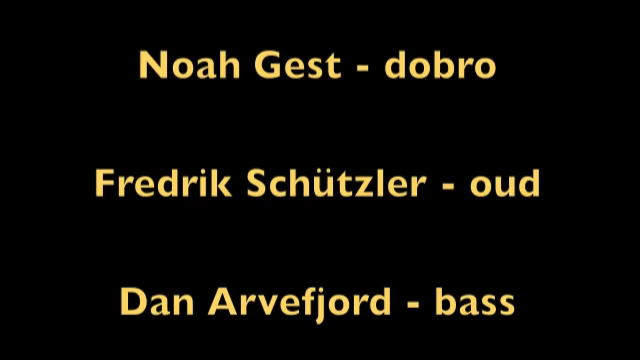 Noah Gest - dobro
Fredrik Schützler - oud
Dan Arvefjord - bass